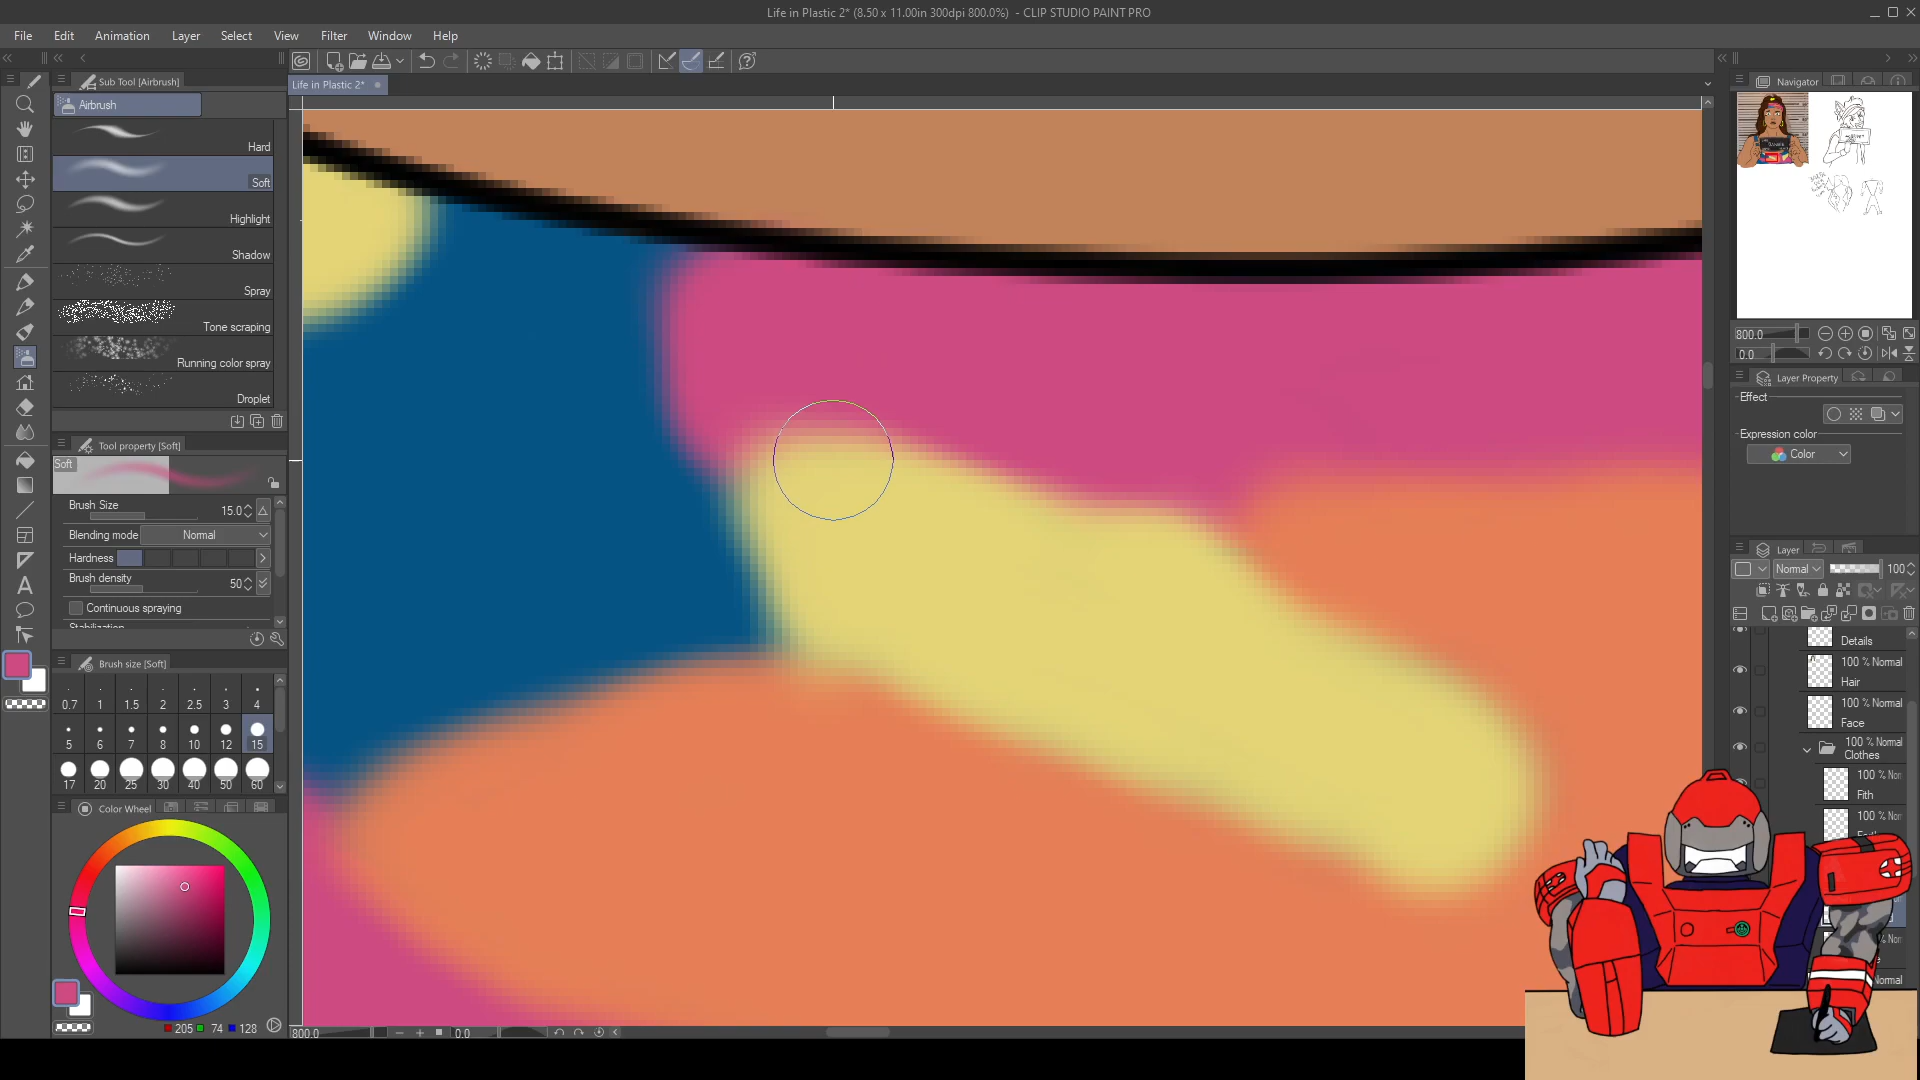 Life in Plastic 2* (8.50 x 11.00in 300dpi 800.0%) - CLIP STUDIO PAINT PRO
File Edit Animation Layer Select View Filter Window Help
Sub Tool [Airbrush]
Life in Plastic 2*
Navigator
Airbrush
Hard
Soft
Highlight
Shadow
Spray
Tone scraping
Running color spray
Droplet
800.0
0.0
Layer Property
Effect
Expression color
Color
Tool property [Soft]
Soft
Brush Size 15.0
Blending mode Normal
Hardness
Brush density 50
Continuous spraying
Layer
Normal 100
Details
100 % Normal
Hair
100 % Normal
Face
100 % Normal
Clothes
100 % Nor
Fith
100 % Nor
Normal
Brush size [Soft]
0.7 1 1.5 2 2.5 3 4
5 6 7 8 10 12 15
17 20 25 30 40 50 60
Color Wheel
205 74 128
800.0 0.0